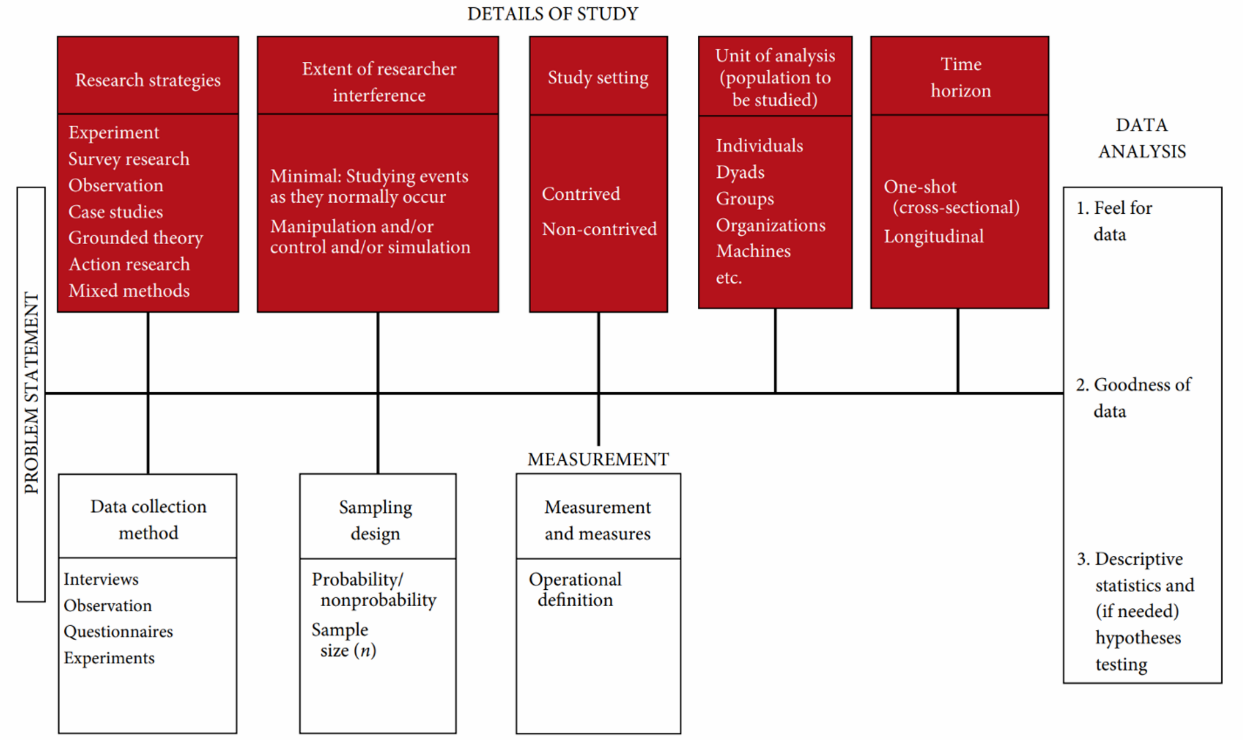 DETAILS OF STUDY
Research strategies
Experiment
Survey research
Observation
Case studies
Grounded theory
Action research
Mixed methods
Extent of researcher
interference
Minimal: Studying events
as they normally occur
Manipulation and/or
control and/or simulation
Study setting
Contrived
Non-contrived
Unit of analysis
(population to
be studied)
Individuals
Dyads
Groups
Organizations
Machines
etc.
Time
horizon
One-shot
(cross-sectional)
Longitudinal
PROBLEM STATEMENT
Data collection
method
Interviews
Observation
Questionnaires
Experiments
Sampling
design
Probability/
nonprobability
Sample
size (n)
MEASUREMENT
Measurement
and measures
Operational
definition
DATA
ANALYSIS
1. Feel for
data
2. Goodness of
data
3. Descriptive
statistics and
(if needed)
hypotheses
testing